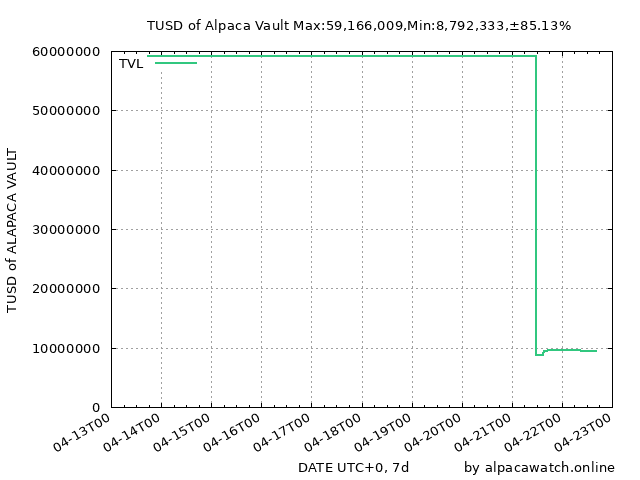 TUSD of Alpaca Vault Max:59,166,009,Min:8,792,333,±85.13%
TVL
TUSD of ALAPACA VAULT
60000000
50000000
40000000
30000000
20000000
10000000
0
04-13T00
04-14T00
04-15T00
04-16T00
04-17T00
04-18T00
04-19T00
04-20T00
04-21T00
04-22T00
04-23T00
DATE UTC+0, 7d
by alpacawatch.online